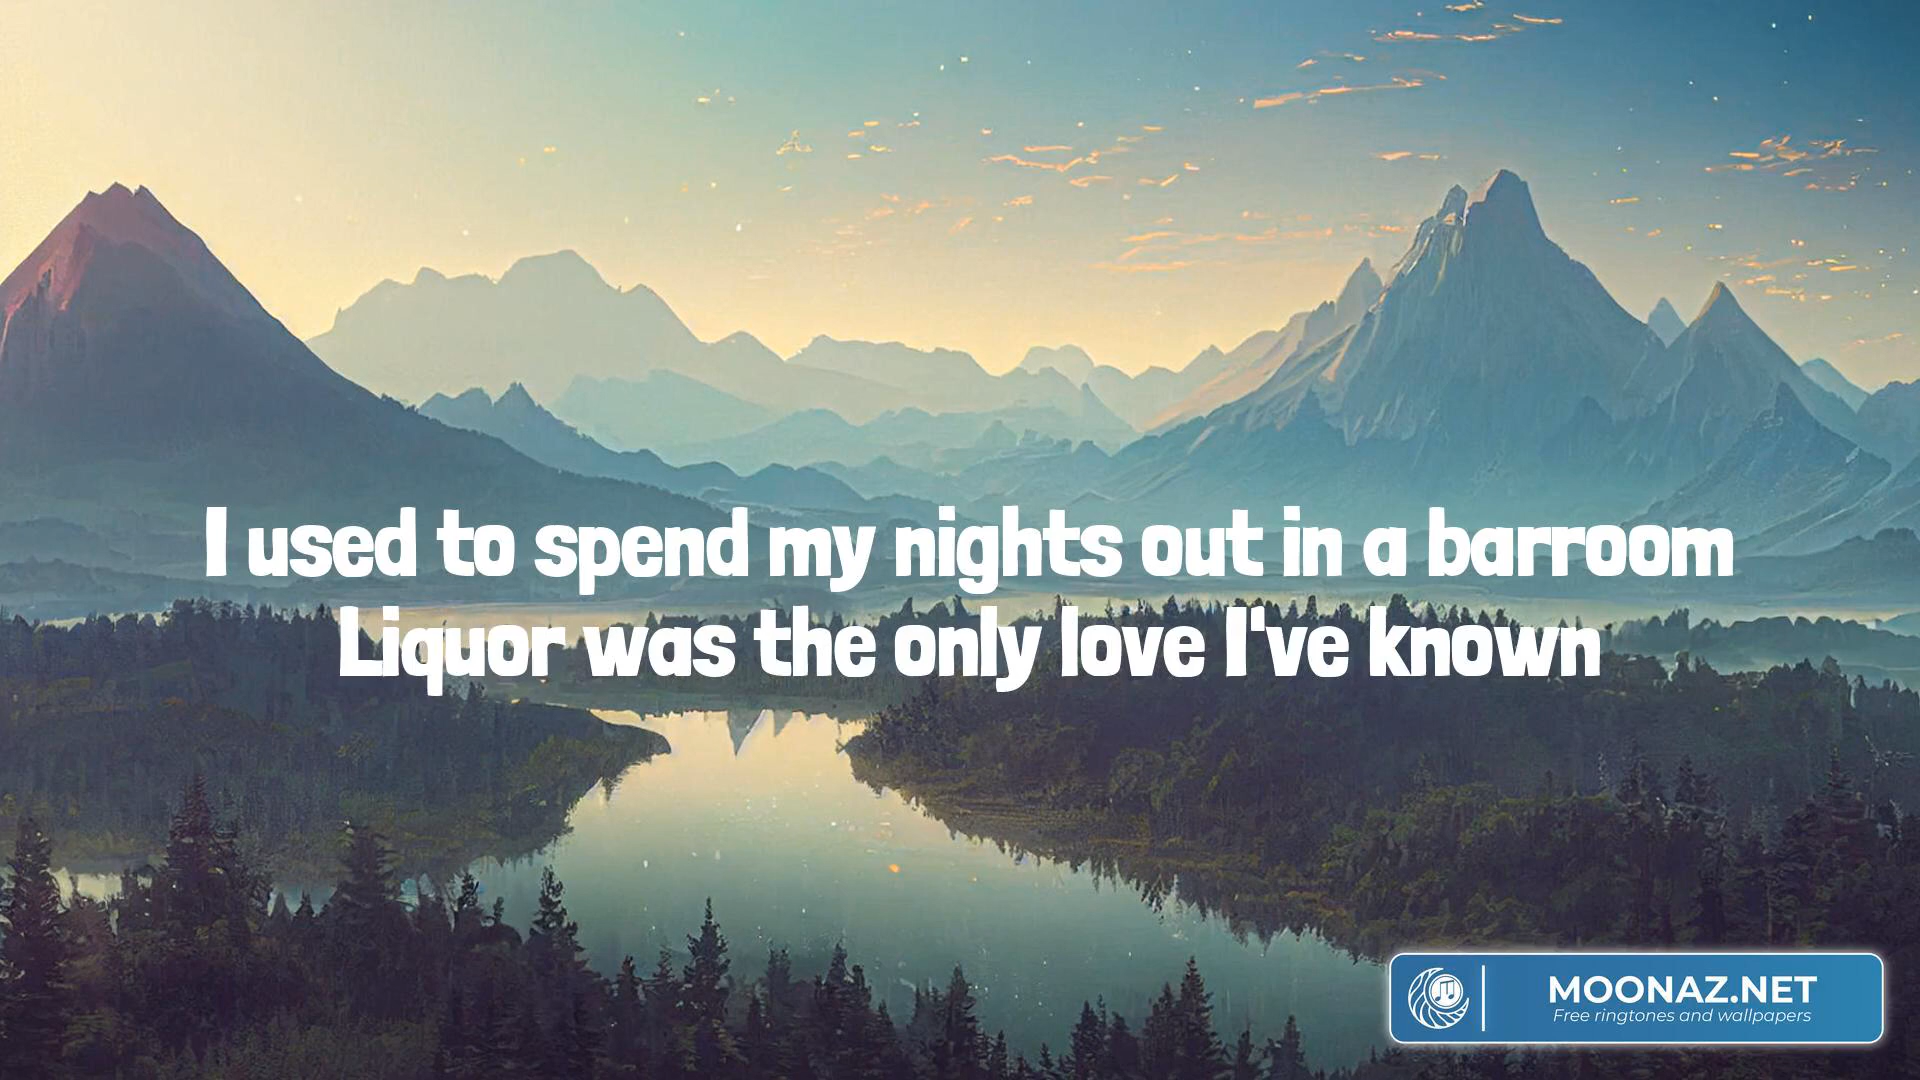 I used to spend my nights out in a barroom
Liquor was the only love I've known
MOONAZ.NET
Free ringtones and wallpapers